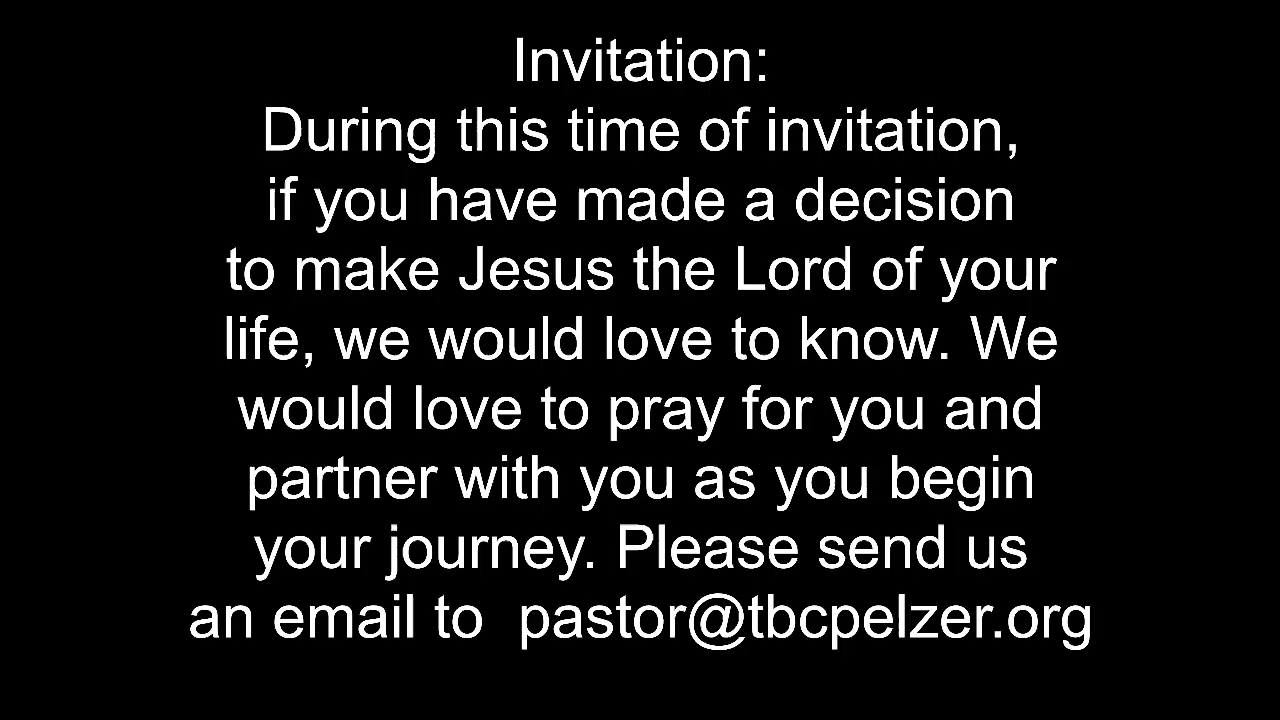 Invitation:
During this time of invitation,
if you have made a decision
to make Jesus the Lord of your
life, we would love to know. We
would love to pray for you and
partner with you as you begin
your journey. Please send us
an email to  pastor@tbcpelzer.org